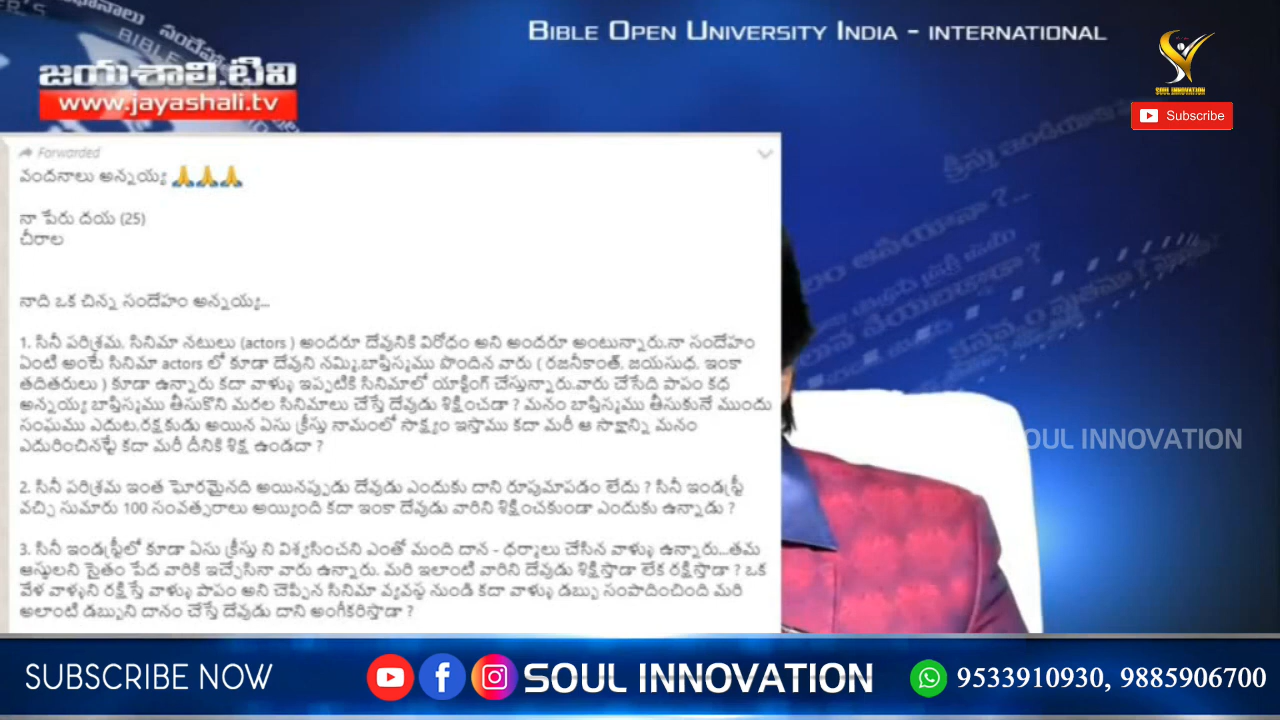 BIBLE OPEN UNIVERSITY INDIA - INTERNATIONAL
జయశాలి.టివి
www.jayashali.tv
SOUL INNOVATION
Subscribe
Forwarded
వందనాలు అన్నయ్య 🙏🙏🙏
నా పేరు దయ (25)
చీరాల
నాది ఒక చిన్న సందేహం అన్నయ్య...
1. సినీ పరిశ్రమ, సినిమా నటులు (actors ) అందరూ దేవునికి విరోధం అని అందరూ అంటున్నారు.నా సందేహం
ఏంటి అంటే సినిమా actors లో కూడా దేవుని నమ్మి,బాప్తిస్మము పొందిన వారు ( రజనీకాంత్, జయసుధ, ఇంకా
తదితరులు ) కూడా ఉన్నారు కదా వాళ్ళు ఇప్పటికి సినిమాలో యాక్టింగ్ చేస్తున్నారు.వారు చేసేది పాపం కధ
అన్నయ్య బాప్తిస్మము తీసుకొని మరల సినిమాలు చేస్తే దేవుడు శిక్షించడా ? మనం బాప్తిస్మము తీసుకునే ముందు
సంఘము ఎదుట,రక్షకుడు అయిన ఏసు క్రీస్తు నామంలో సాక్ష్యం ఇస్తాము కదా మరీ ఆ సాక్షాన్ని మనం
ఎదురించినట్టే కదా మరీ దీనికి శిక్ష ఉండదా ?
2. సినీ పరిశ్రమ ఇంత ఘోరమైనది అయినప్పుడు దేవుడు ఎందుకు దాని రూపుమాపడం లేదు ? సినీ ఇండస్ట్రీ
వచ్చి సుమారు 100 సంవత్సరాలు అయ్యింది కదా ఇంకా దేవుడు వారిని శిక్షించకుండా ఎందుకు ఉన్నాడు ?
3. సినీ ఇండస్ట్రీలో కూడా ఏసు క్రీస్తు ని విశ్వసించని ఎంతో మంది దాన - ధర్మాలు చేసిన వాళ్ళు ఉన్నారు...తమ
ఆస్తులని సైతం పేద వారికి ఇచ్చేసినా వారు ఉన్నారు. మరి ఇలాంటి వారిని దేవుడు శిక్షిస్తాడా లేక రక్షిస్తాడా ? ఒక
వేళ వాళ్ళని రక్షిస్తే వాళ్ళు పాపం అని చెప్పిన సినిమా వ్యవస్థ నుండే కదా వాళ్ళు డబ్బు సంపాదించింది మరి
అలాంటి డబ్బుని దానం చేస్తే దేవుడు దాని అంగీకరిస్తాడా ?
SOUL INNOVATION
SUBSCRIBE NOW
SOUL INNOVATION
9533910930, 9885906700